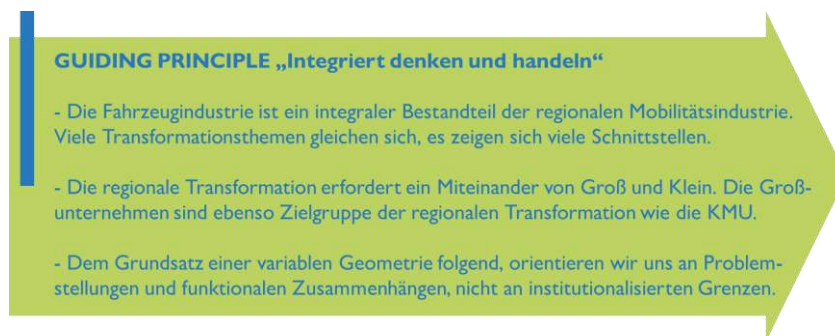 GUIDING PRINCIPLE „Integriert denken und handeln“
- Die Fahrzeugindustrie ist ein integraler Bestandteil der regionalen Mobilitätsindustrie.
Viele Transformationsthemen gleichen sich, es zeigen sich viele Schnittstellen.
- Die regionale Transformation erfordert ein Miteinander von Groß und Klein. Die Groß-
unternehmen sind ebenso Zielgruppe der regionalen Transformation wie die KMU.
- Dem Grundsatz einer variablen Geometrie folgend, orientieren wir uns an Problem-
stellungen und funktionalen Zusammenhängen, nicht an institutionalisierten Grenzen.